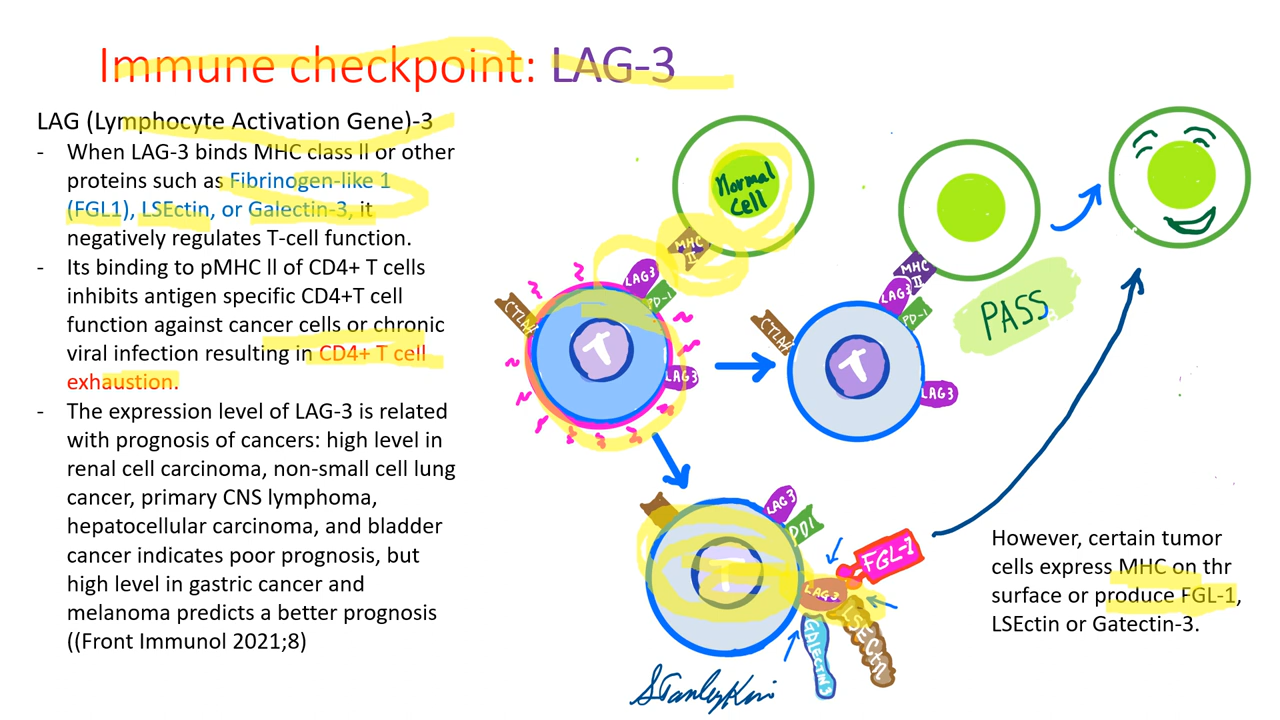 Immune checkpoint: LAG-3
LAG (Lymphocyte Activation Gene)-3
- When LAG-3 binds MHC class ll or other
proteins such as Fibrinogen-like 1
(FGL1), LSEctin, or Galectin-3, it
negatively regulates T-cell function.
- Its binding to pMHC ll of CD4+ T cells
inhibits antigen specific CD4+T cell
function against cancer cells or chronic
viral infection resulting in CD4+ T cell
exhaustion.
- The expression level of LAG-3 is related
with prognosis of cancers: high level in
renal cell carcinoma, non-small cell lung
cancer, primary CNS lymphoma,
hepatocellular carcinoma, and bladder
cancer indicates poor prognosis, but
high level in gastric cancer and
melanoma predicts a better prognosis
((Front Immunol 2021;8)
Normal
Cell
MHC
II
LAG3
PD-1
CTLA4
T
LAG3
MHC
II
LAG3
PD-1
CTLA4
T
LAG3
PASS
LAG3
PD1
T
LAG3
FGL-1
LSECtn
GAlECTIN3
However, certain tumor
cells express MHC on thr
surface or produce FGL-1,
LSEctin or Gatectin-3.
Stanley Kim